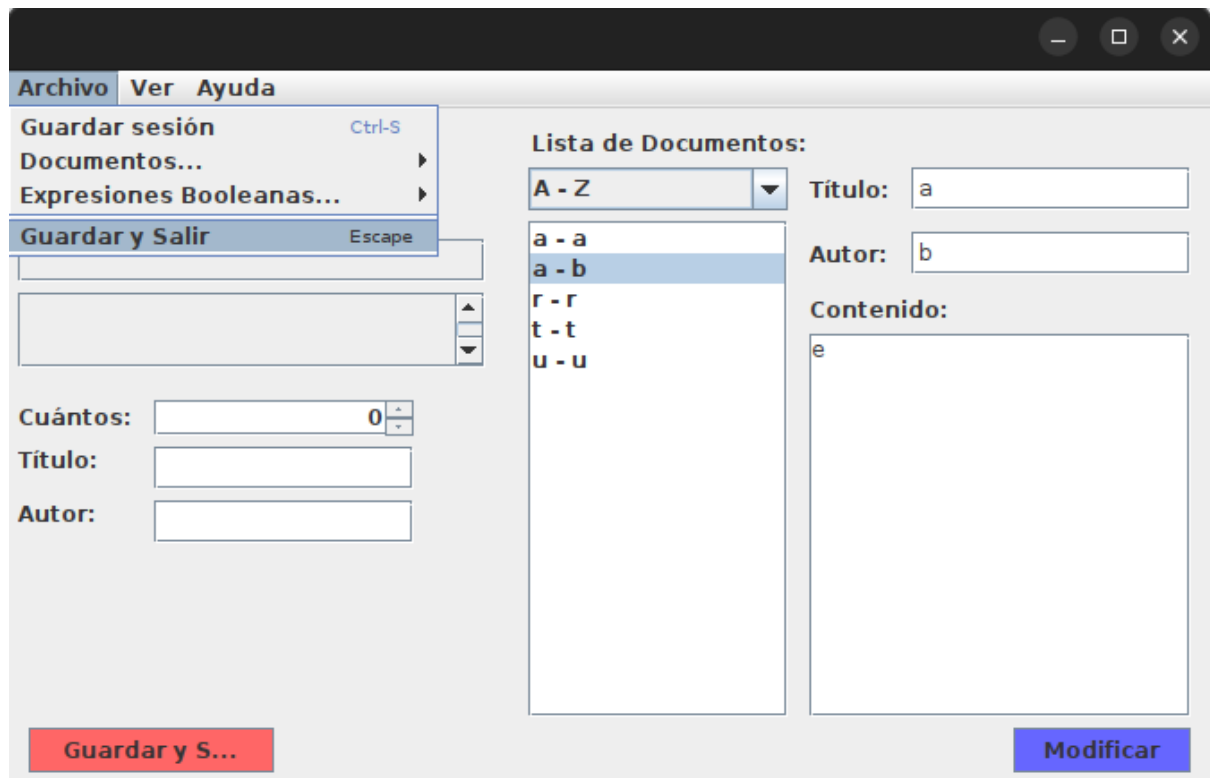 Archivo Ver Ayuda
Guardar sesión Ctrl-S
Documentos...
Expresiones Booleanas...
Guardar y Salir Escape
Cuántos: 0
Título:
Autor:
Guardar y S...
Lista de Documentos:
A - Z
a - a
a - b
r - r
t - t
u - u
Título: a
Autor: b
Contenido:
e
Modificar